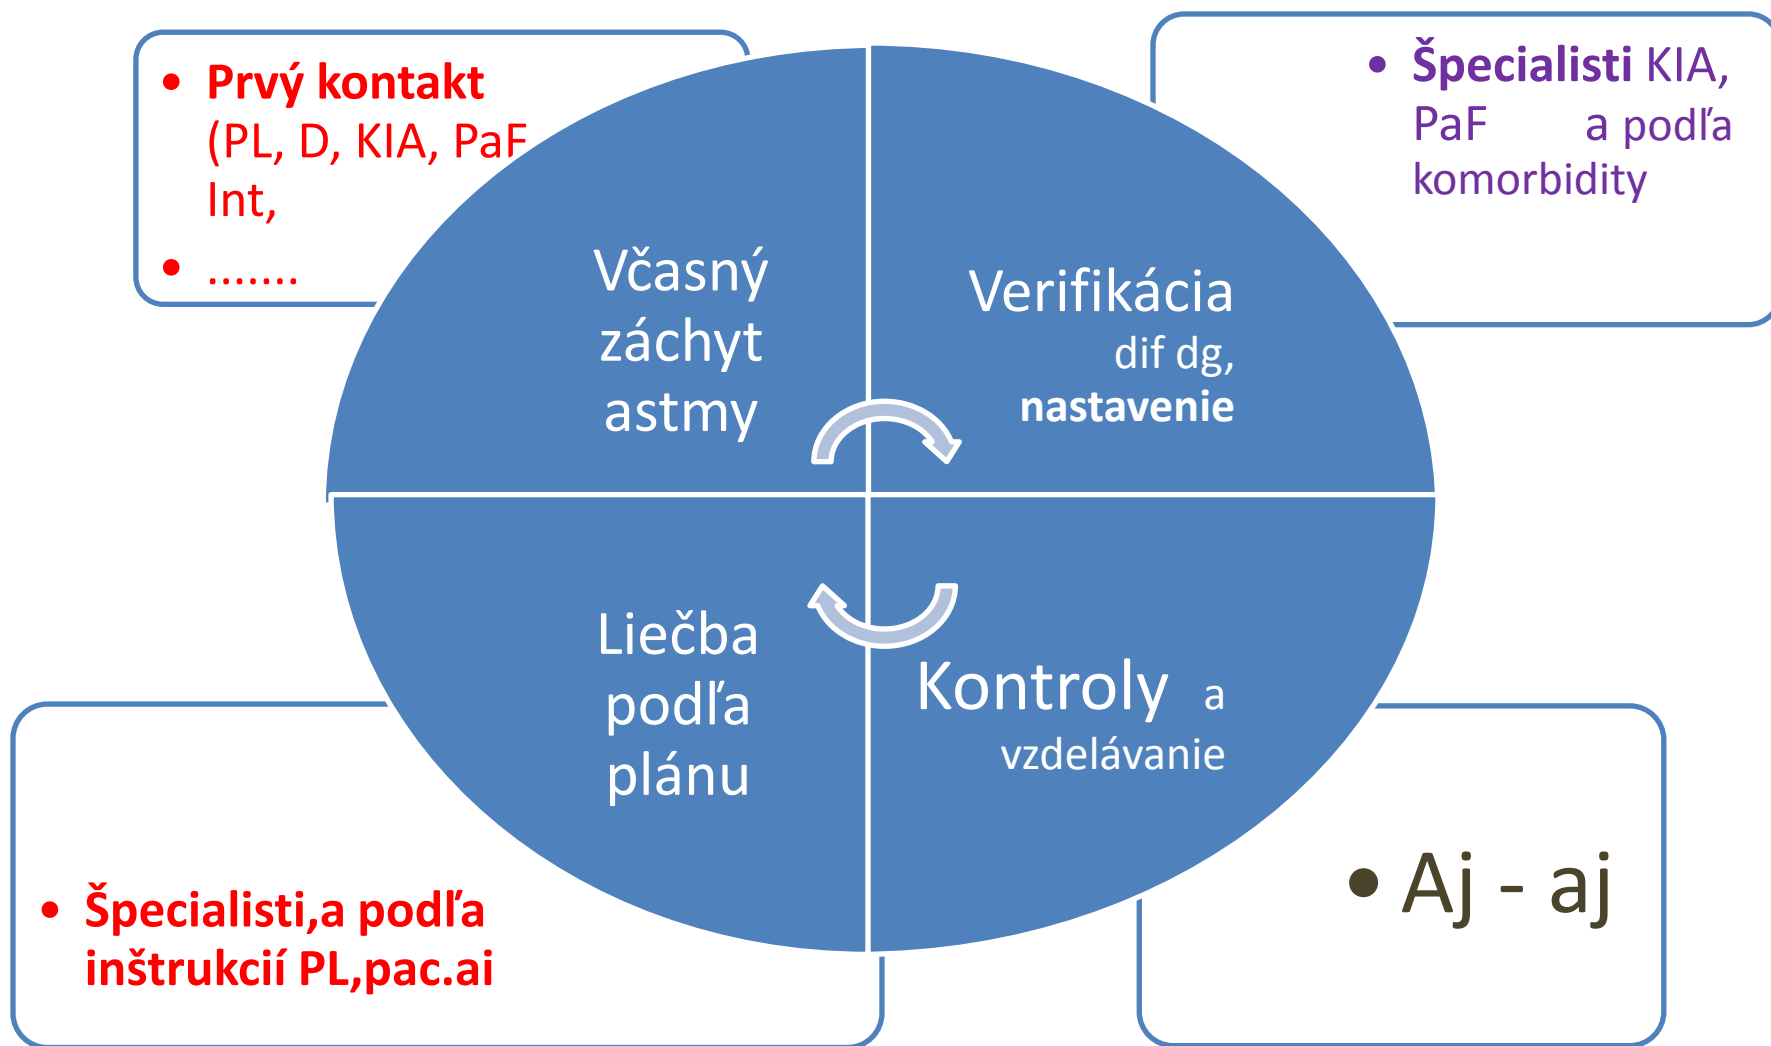 • Prvý kontakt
(PL, D, KIA, PaF
Int,
• .......
• Špecialisti KIA,
PaF a podľa
komorbidity
Včasný
záchyt
astmy
Verifikácia
dif dg,
nastavenie
Liečba
podľa
plánu
Kontroly a
vzdelávanie
• Špecialisti,a podľa
inštrukcií PL,pac.ai
• Aj - aj